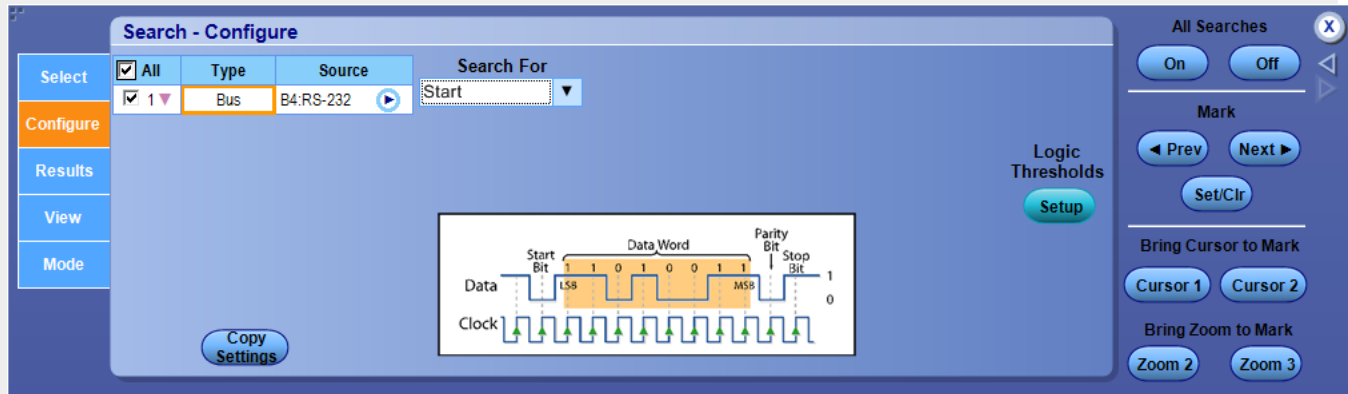 Search - Configure
Select
Configure
Results
View
Mode
All Type Source
1 Bus B4:RS-232
Search For
Start
Logic
Thresholds
Setup
Copy
Settings
Start
Bit
Data Word
Parity
Bit
Stop
Bit
Data
1 1 0 1 0 0 1 1
LSB MSB
1
0
Clock
All Searches
X
On Off
Mark
◄ Prev Next ►
Set/Clr
Bring Cursor to Mark
Cursor 1 Cursor 2
Bring Zoom to Mark
Zoom 2 Zoom 3